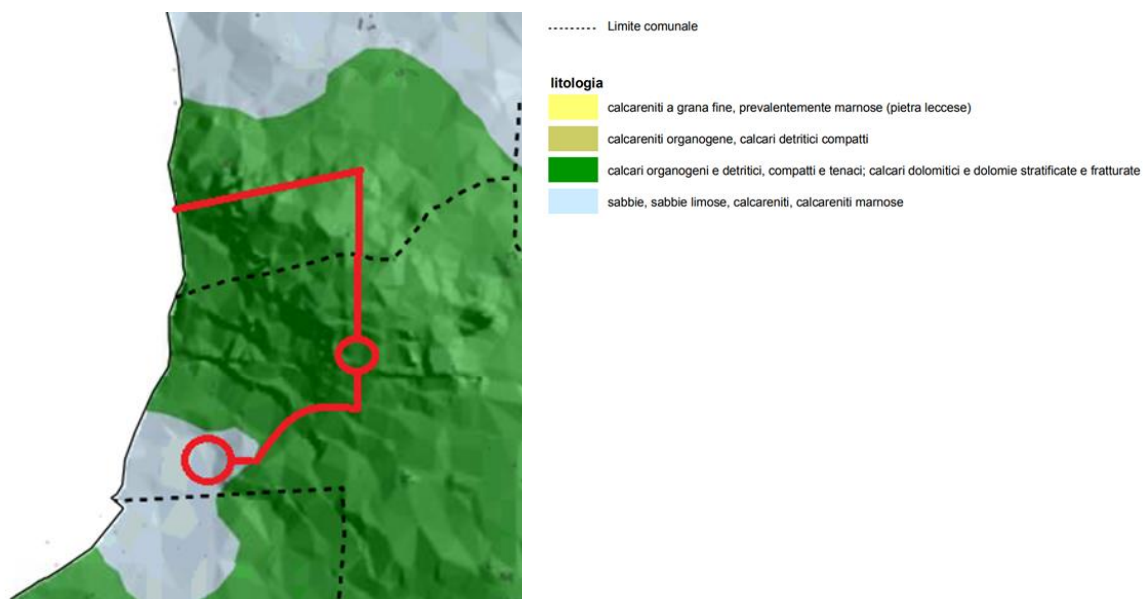 Limite comunale
litologia
calcareniti a grana fine, prevalentemente marnose (pietra leccese)
calcareniti organogene, calcari detritici compatti
calcari organogeni e detritici, compatti e tenaci; calcari dolomitici e dolomie stratificate e fratturate
sabbie, sabbie limose, calcareniti, calcareniti marnose